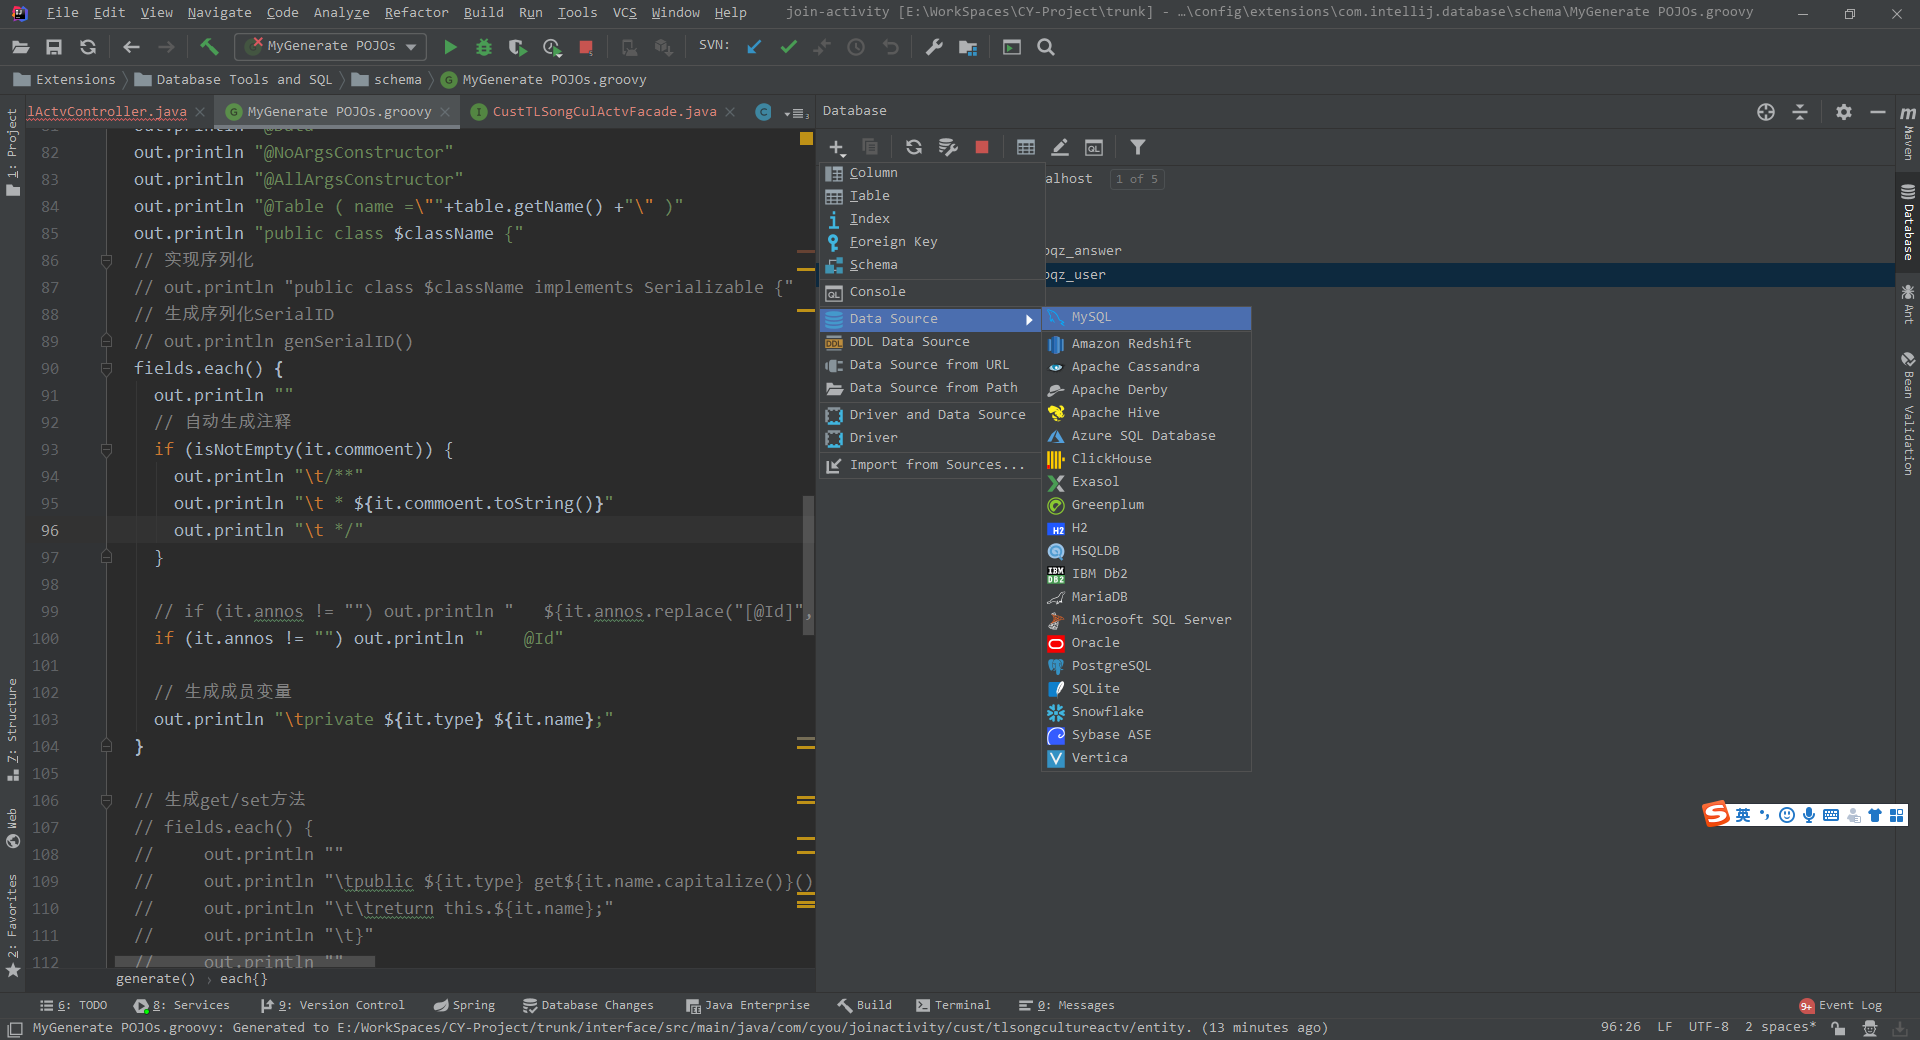 File Edit View Navigate Code Analyze Refactor Build Run Tools VCS Window Help join-activity [E:\WorkSpaces\CY-Project\trunk] - ...\config\extensions\com.intellij.database\schema\MyGenerate POJOs.groovy
MyGenerate POJOs SVN:
Extensions Database Tools and SQL schema MyGenerate POJOs.groovy
lActvController.java MyGenerate POJOs.groovy CustTLSongCulActvFacade.java
Database
82 out.println "@NoArgsConstructor"
83 out.println "@AllArgsConstructor"
84 out.println "@Table ( name =\""+table.getName() +"\" )"
85 out.println "public class $className {"
86 // 实现序列化
87 // out.println "public class $className implements Serializable {"
88 // 生成序列化SerialID
89 // out.println genSerialID()
90 fields.each() {
91 out.println ""
92 // 自动生成注释
93 if (isNotEmpty(it.commoent)) {
94 out.println "\t/**"
95 out.println "\t * ${it.commoent.toString()}"
96 out.println "\t */"
97 }
98
99 // if (it.annos != "") out.println "   ${it.annos.replace("[@Id]",
100 if (it.annos != "") out.println "    @Id"
101
102 // 生成成员变量
103 out.println "\tprivate ${it.type} ${it.name};"
104 }
105
106 // 生成get/set方法
107 // fields.each() {
108 //     out.println ""
109 //     out.println "\tpublic ${it.type} get${it.name.capitalize()}()
110 //     out.println "\t\treturn this.${it.name};"
111 //     out.println "\t}"
112 //     out.println ""
generate() › each{}
alhost 1 of 5
qz_answer
qz_user
Column
Table
Index
Foreign Key
Schema
Console
Data Source
DDL Data Source
Data Source from URL
Data Source from Path
Driver and Data Source
Driver
Import from Sources...
MySQL
Amazon Redshift
Apache Cassandra
Apache Derby
Apache Hive
Azure SQL Database
ClickHouse
Exasol
Greenplum
H2
HSQLDB
IBM Db2
MariaDB
Microsoft SQL Server
Oracle
PostgreSQL
SQLite
Snowflake
Sybase ASE
Vertica
1: Project
7: Structure
Web
2: Favorites
Maven
Database
Ant
Bean Validation
英
6: TODO 8: Services 9: Version Control Spring Database Changes Java Enterprise Build Terminal 0: Messages 9+ Event Log
MyGenerate POJOs.groovy: Generated to E:/WorkSpaces/CY-Project/trunk/interface/src/main/java/com/cyou/joinactivity/cust/tlsongcultureactv/entity. (13 minutes ago) 96:26 LF UTF-8 2 spaces*